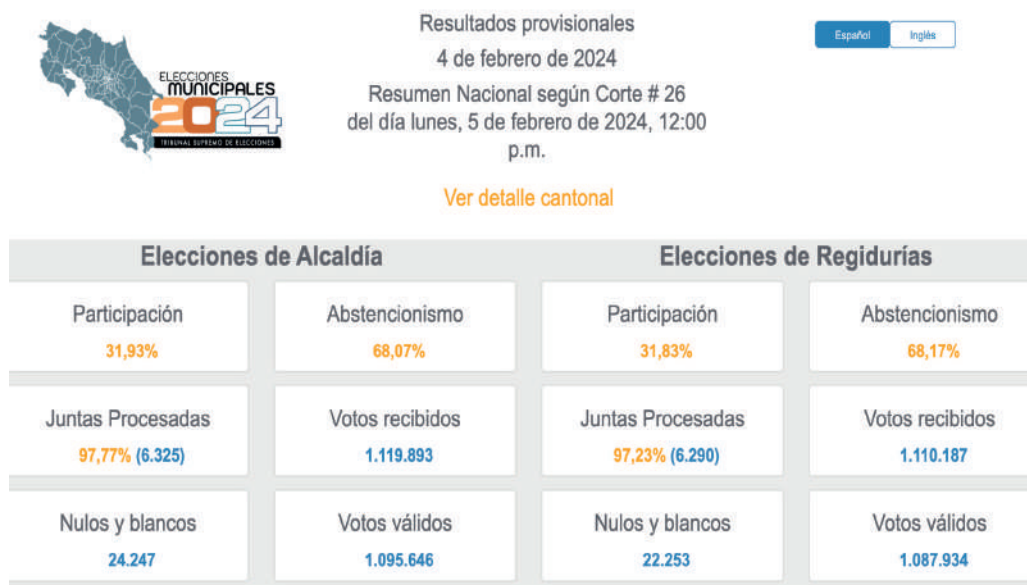 ELECCIONES
MUNICIPALES
2024
TRIBUNAL SUPREMO DE ELECCIONES
Resultados provisionales
4 de febrero de 2024
Resumen Nacional según Corte # 26
del día lunes, 5 de febrero de 2024, 12:00
p.m.
Ver detalle cantonal
Español
Inglés
Elecciones de Alcaldía
Participación
31,93%
Abstencionismo
68,07%
Juntas Procesadas
97,77% (6.325)
Votos recibidos
1.119.893
Nulos y blancos
24.247
Votos válidos
1.095.646
Elecciones de Regidurías
Participación
31,83%
Abstencionismo
68,17%
Juntas Procesadas
97,23% (6.290)
Votos recibidos
1.110.187
Nulos y blancos
22.253
Votos válidos
1.087.934